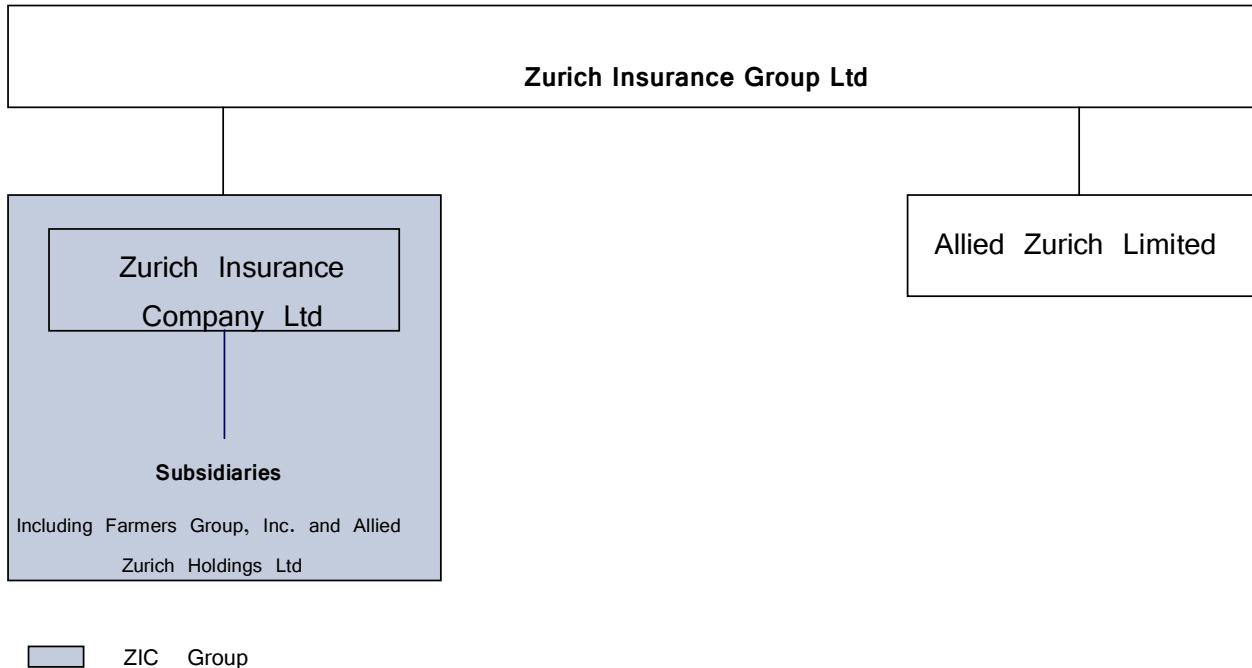 Zurich Insurance Group Ltd
Zurich Insurance
Company Ltd
Allied Zurich Limited
Subsidiaries
Including Farmers Group, Inc. and Allied
Zurich Holdings Ltd
ZIC Group